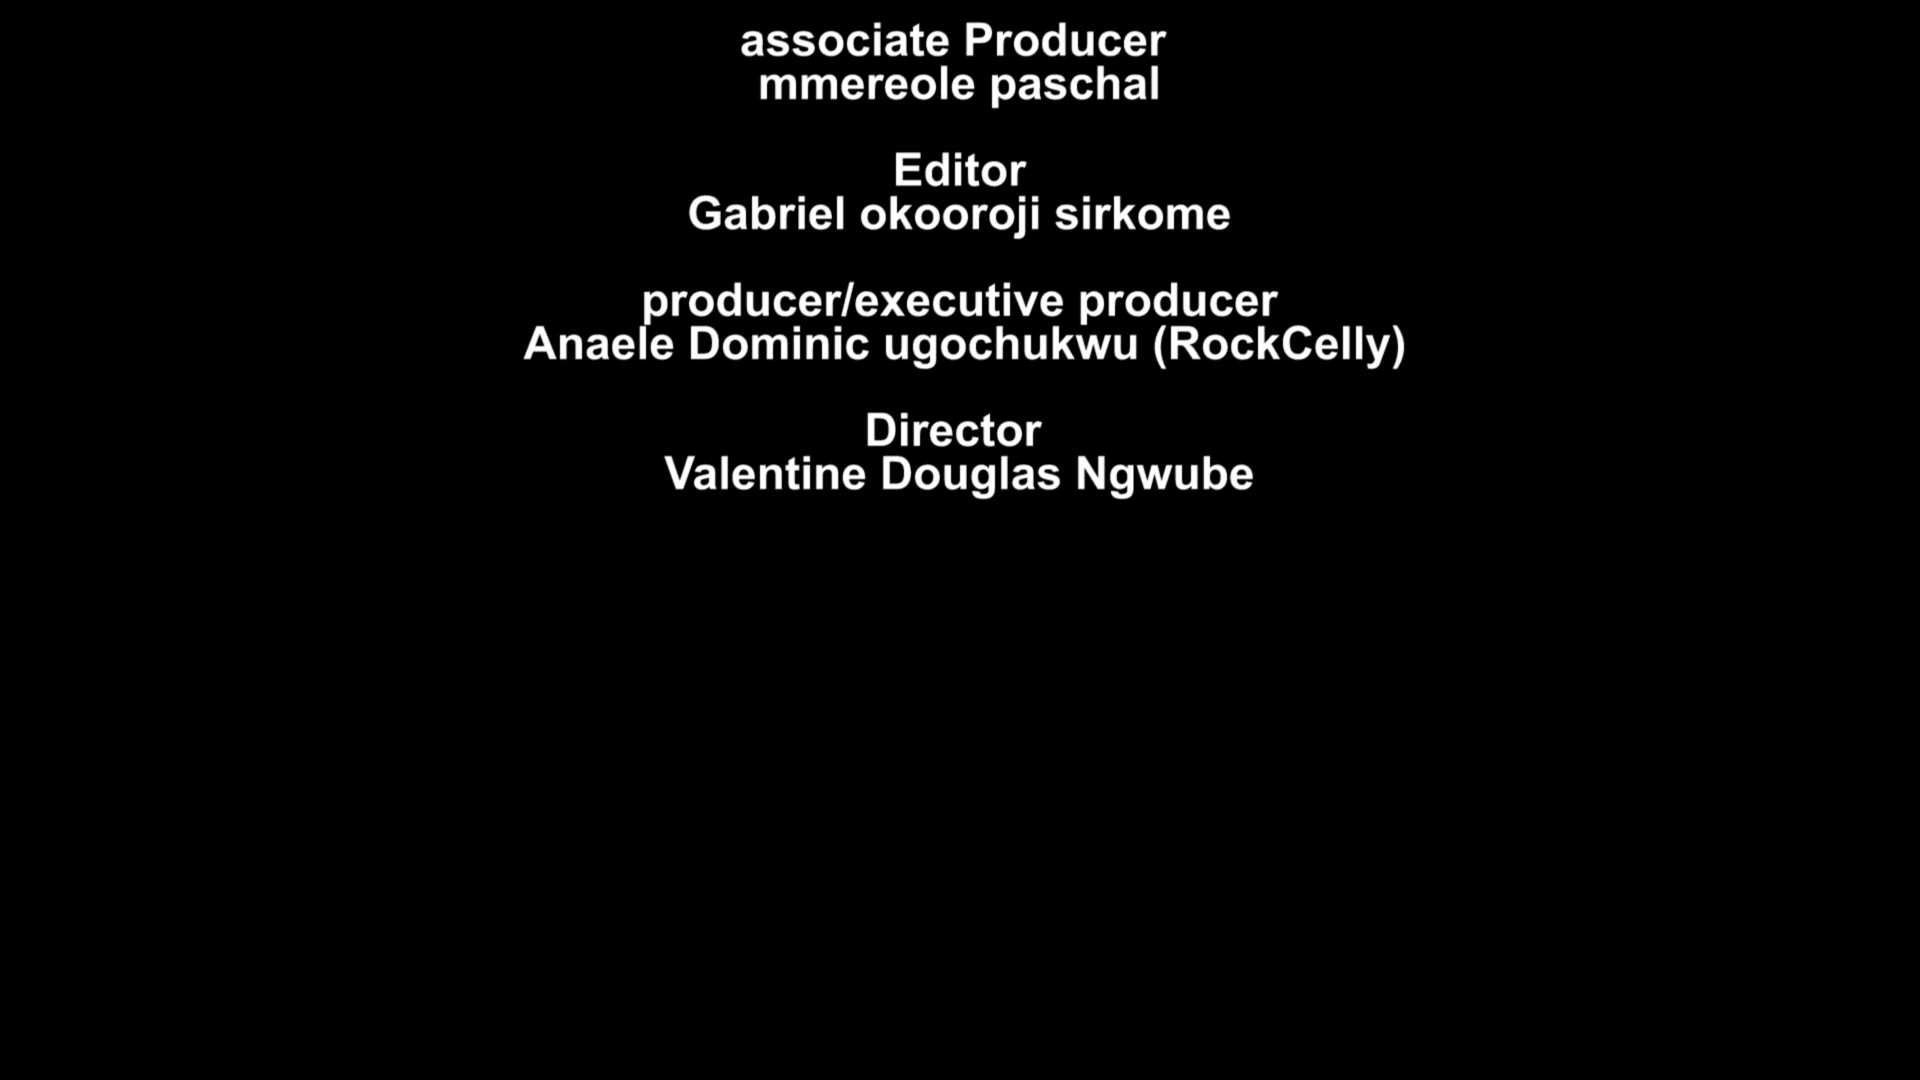 associate Producer
mmereole paschal
Editor
Gabriel okooroji sirkome
producer/executive producer
Anaele Dominic ugochukwu (RockCelly)
Director
Valentine Douglas Ngwube